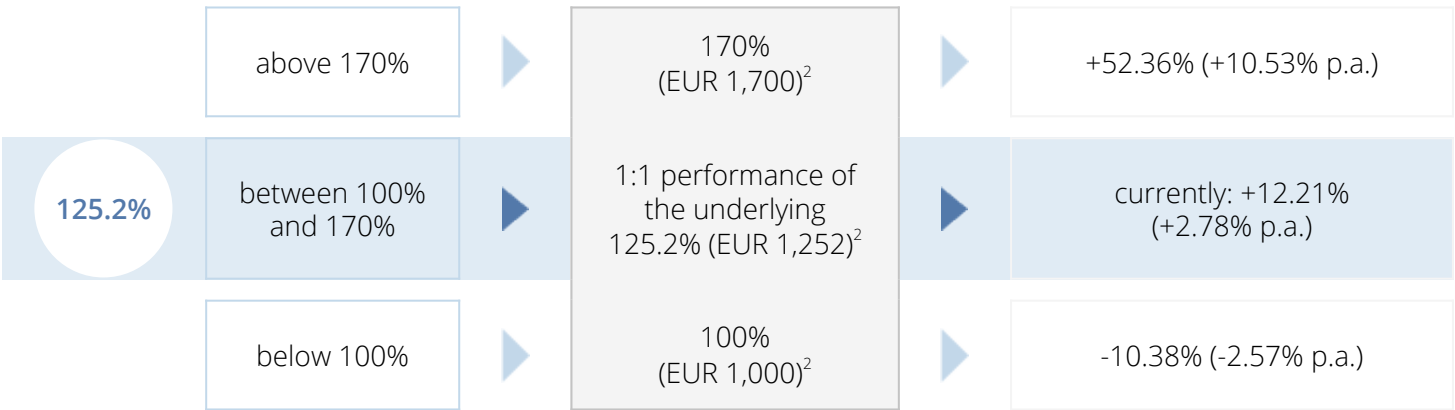 above 170%
170%
(EUR 1,700)²
+52.36% (+10.53% p.a.)
125.2%
between 100%
and 170%
1:1 performance of
the underlying
125.2% (EUR 1,252)²
currently: +12.21%
(+2.78% p.a.)
below 100%
100%
(EUR 1,000)²
-10.38% (-2.57% p.a.)